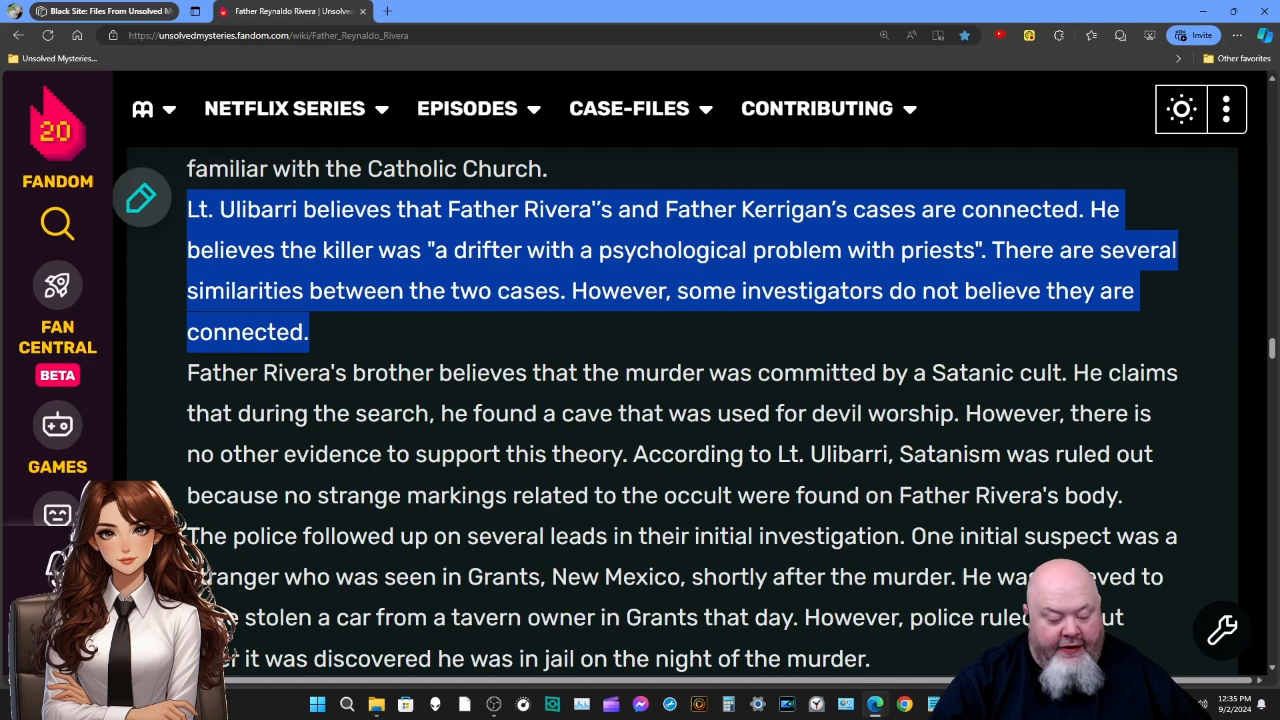 Black Site: Files From Unsolved M
Father Reynaldo Rivera | Unsolved
https://unsolvedmysteries.fandom.com/wiki/Father_Reynaldo_Rivera
Invite
Unsolved Mysteries...
Other favorites
20
FANDOM
FAN
CENTRAL
BETA
GAMES
NETFLIX SERIES
EPISODES
CASE-FILES
CONTRIBUTING
familiar with the Catholic Church.
Lt. Ulibarri believes that Father Rivera'’s and Father Kerrigan’s cases are connected. He
believes the killer was "a drifter with a psychological problem with priests". There are several
similarities between the two cases. However, some investigators do not believe they are
connected.
Father Rivera's brother believes that the murder was committed by a Satanic cult. He claims
that during the search, he found a cave that was used for devil worship. However, there is
no other evidence to support this theory. According to Lt. Ulibarri, Satanism was ruled out
because no strange markings related to the occult were found on Father Rivera's body.
The police followed up on several leads in their initial investigation. One initial suspect was a
stranger who was seen in Grants, New Mexico, shortly after the murder. He was to
stolen a car from a tavern owner in Grants that day. However, police ruled
it was discovered he was in jail on the night of the murder.
12:35 PM
9/2/2024